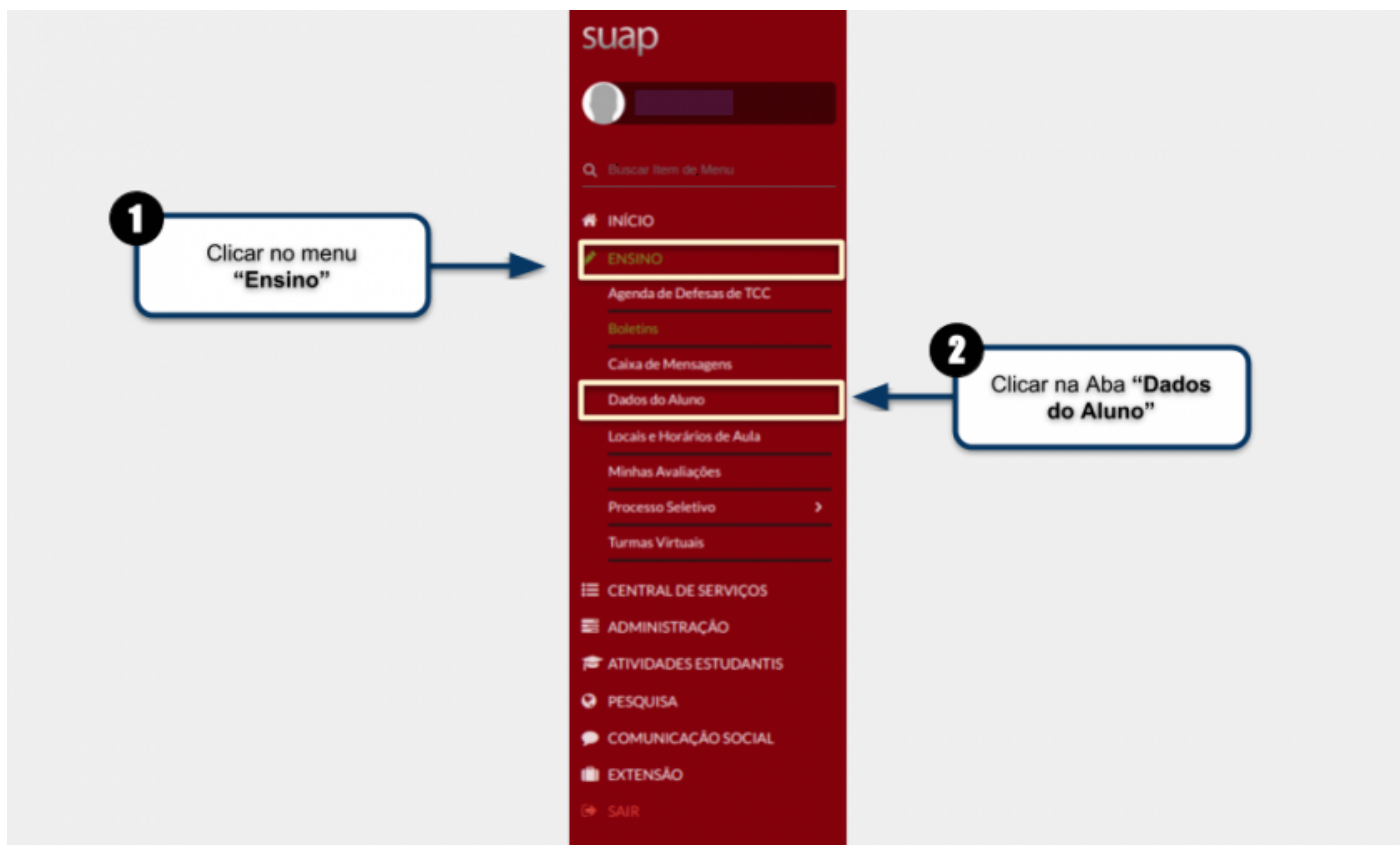 suap
Buscar Item de Menu
1
Clicar no menu
“Ensino”
INÍCIO
ENSINO
Agenda de Defesas de TCC
Boletins
Caixa de Mensagens
Dados do Aluno
2
Clicar na Aba “Dados
do Aluno”
Locais e Horários de Aula
Minhas Avaliações
Processo Seletivo
Turmas Virtuais
CENTRAL DE SERVIÇOS
ADMINISTRAÇÃO
ATIVIDADES ESTUDANTIS
PESQUISA
COMUNICAÇÃO SOCIAL
EXTENSÃO
SAIR